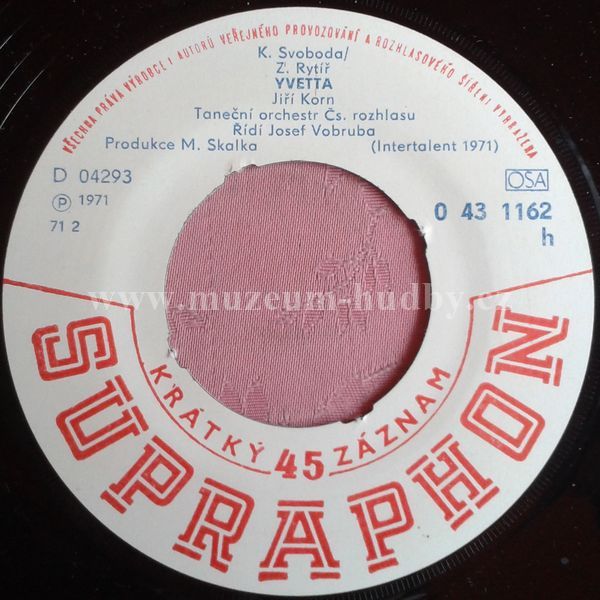 VŠECHNA PRÁVA VÝROBCE I AUTORŮ VEŘEJNÉHO PROVOZOVÁNÍ A ROZHLASOVÉHO ŠÍŘENÍ VYHRAŽENA
K. Svoboda/
Z. Rytíř
YVETTA
Jiří Korn
Taneční orchestr Čs. rozhlasu
Řídí Josef Vobruba
Produkce M. Skalka (Intertalent 1971)
D 04293 OSA
Ⓟ 1971 0 43 1162
71 2 h
www.muzeum-hudby.cz
KRÁTKÝ 45 ZÁZNAM
SUPRAPHON